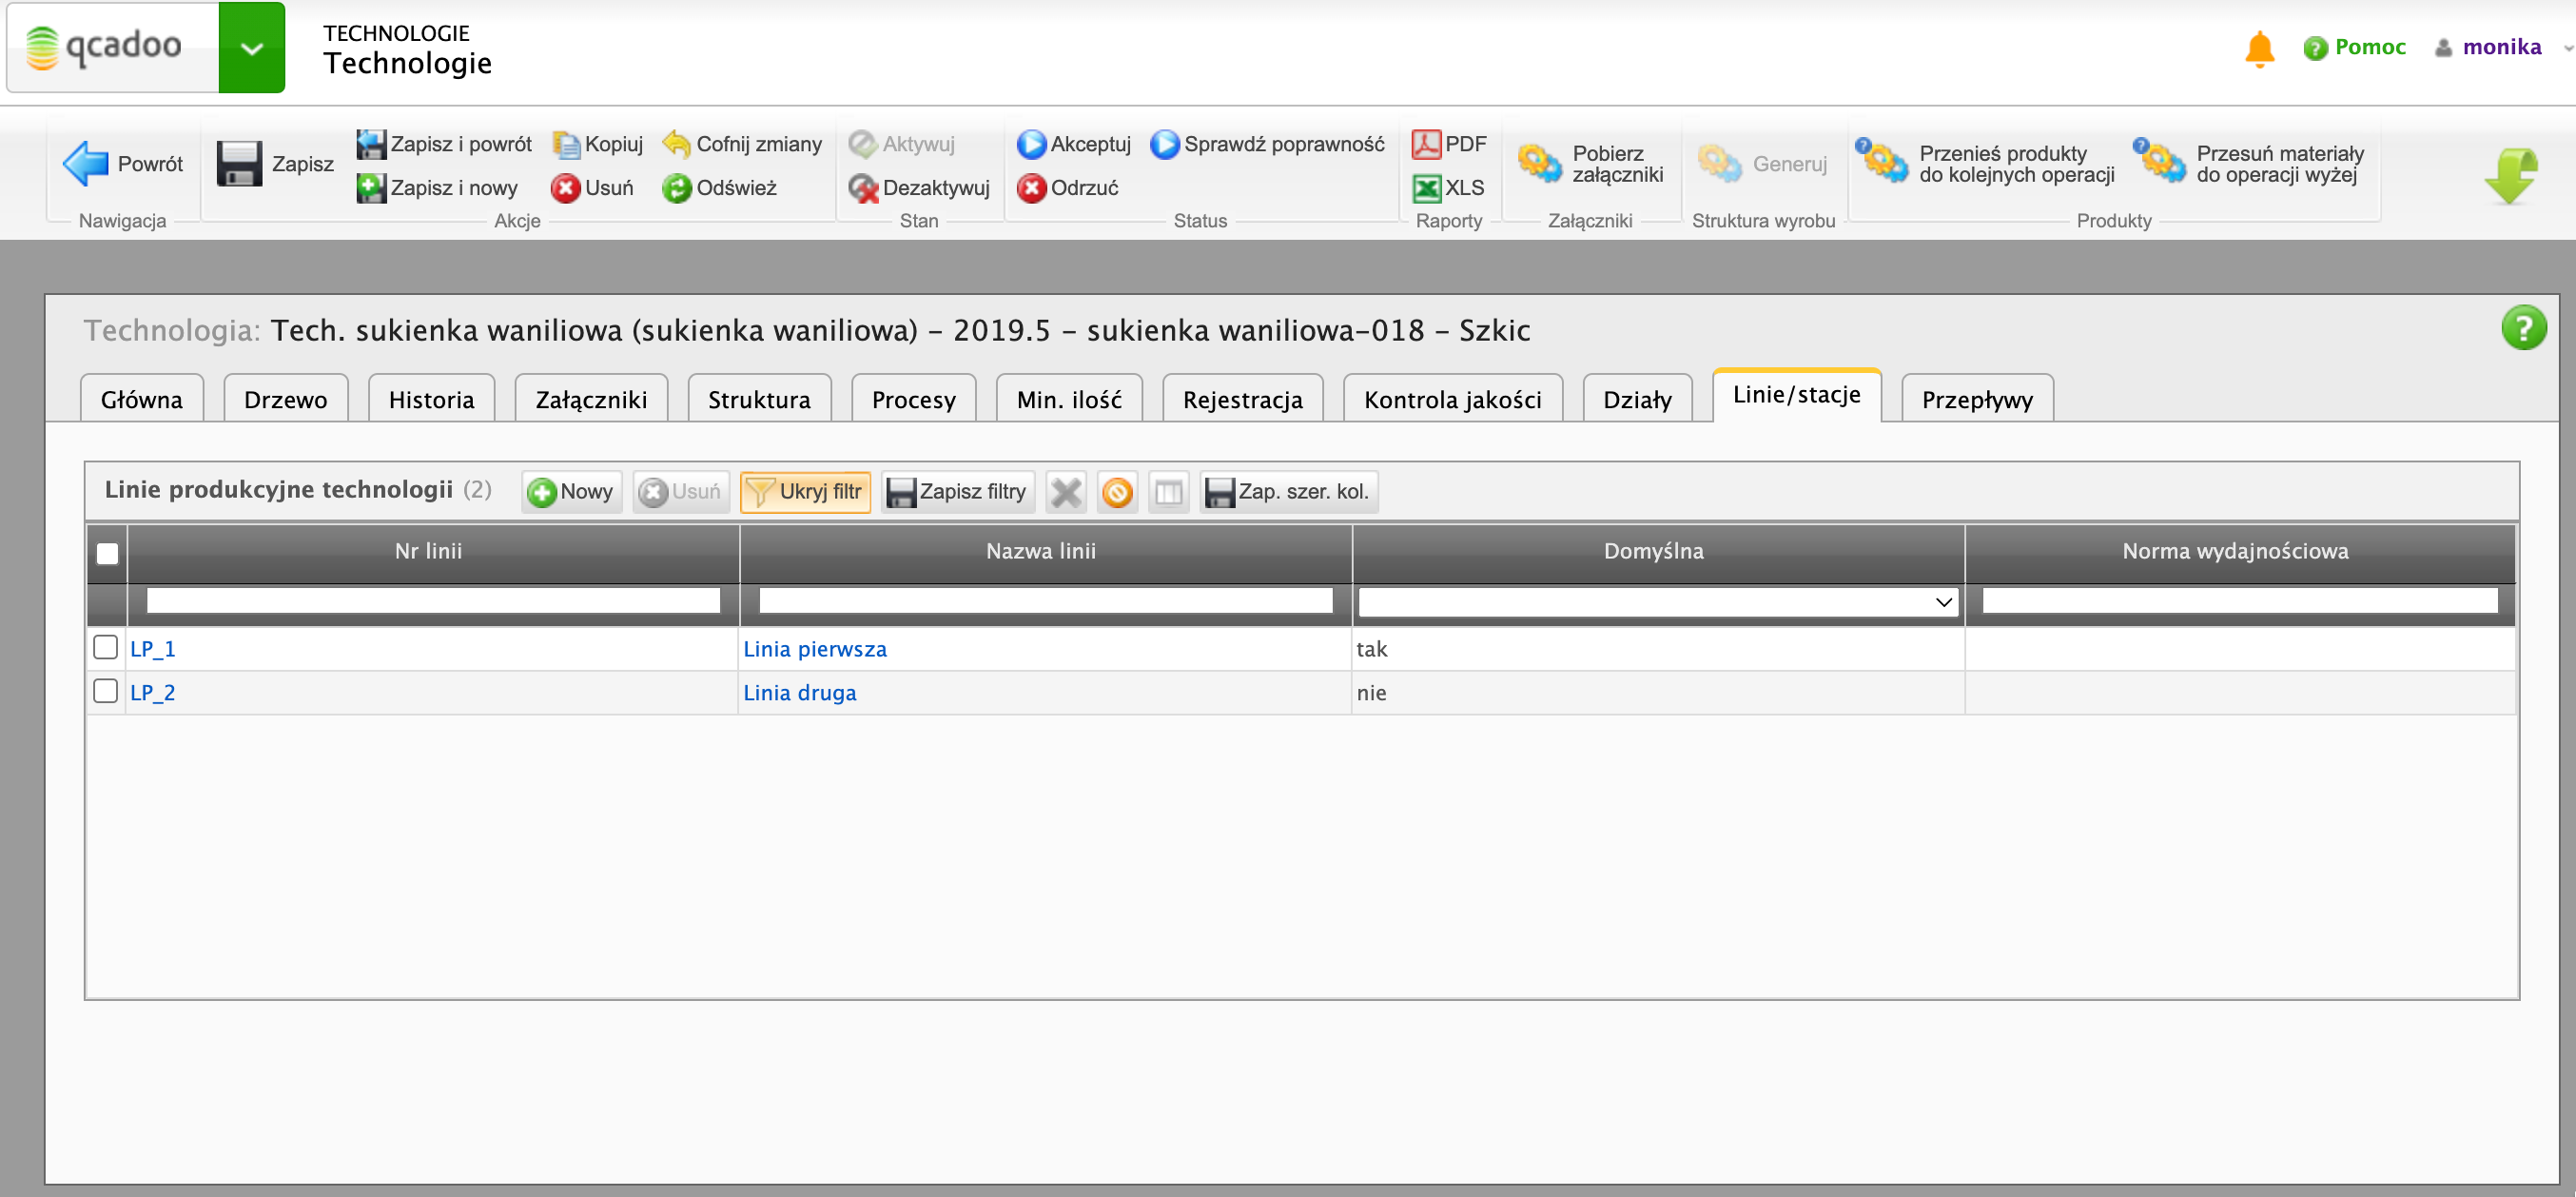 qcadoo
TECHNOLOGIE
Technologie
Pomoc
monika
Powrót
Nawigacja
Zapisz
Zapisz i powrót
Kopiuj
Cofnij zmiany
Zapisz i nowy
Usuń
Odśwież
Akcje
Aktywuj
Dezaktywuj
Stan
Akceptuj
Sprawdź poprawność
Odrzuć
Status
PDF
XLS
Raporty
Pobierz
załączniki
Załączniki
Generuj
Struktura wyrobu
Przenieś produkty
do kolejnych operacji
Przesuń materiały
do operacji wyżej
Produkty
Technologia: Tech. sukienka waniliowa (sukienka waniliowa) - 2019.5 - sukienka waniliowa-018 - Szkic
?
Główna
Drzewo
Historia
Załączniki
Struktura
Procesy
Min. ilość
Rejestracja
Kontrola jakości
Działy
Linie/stacje
Przepływy
Linie produkcyjne technologii (2)
Nowy
Usuń
Ukryj filtr
Zapisz filtry
Zap. szer. kol.
Nr linii
Nazwa linii
Domyślna
Norma wydajnościowa
LP_1
Linia pierwsza
tak
LP_2
Linia druga
nie